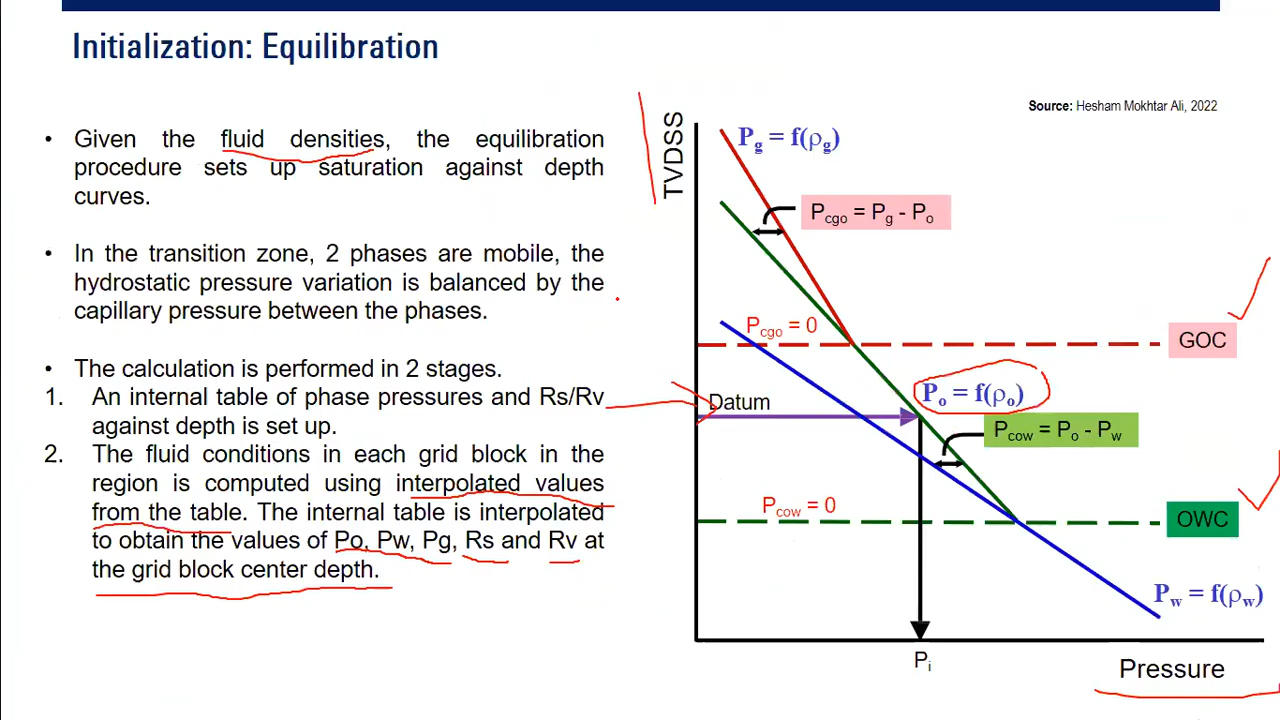 Initialization: Equilibration
Source: Hesham Mokhtar Ali, 2022
• Given the fluid densities, the equilibration
procedure sets up saturation against depth
curves.
• In the transition zone, 2 phases are mobile, the
hydrostatic pressure variation is balanced by the
capillary pressure between the phases.
• The calculation is performed in 2 stages.
1. An internal table of phase pressures and Rs/Rv
against depth is set up.
2. The fluid conditions in each grid block in the
region is computed using interpolated values
from the table. The internal table is interpolated
to obtain the values of Po, Pw, Pg, Rs and Rv at
the grid block center depth.
TVDSS
Pg = f(ρg)
Pcgo = Pg - Po
Pcgo = 0
GOC
Po = f(ρo)
Datum
Pcow = Po - Pw
Pcow = 0
OWC
Pw = f(ρw)
Pi
Pressure